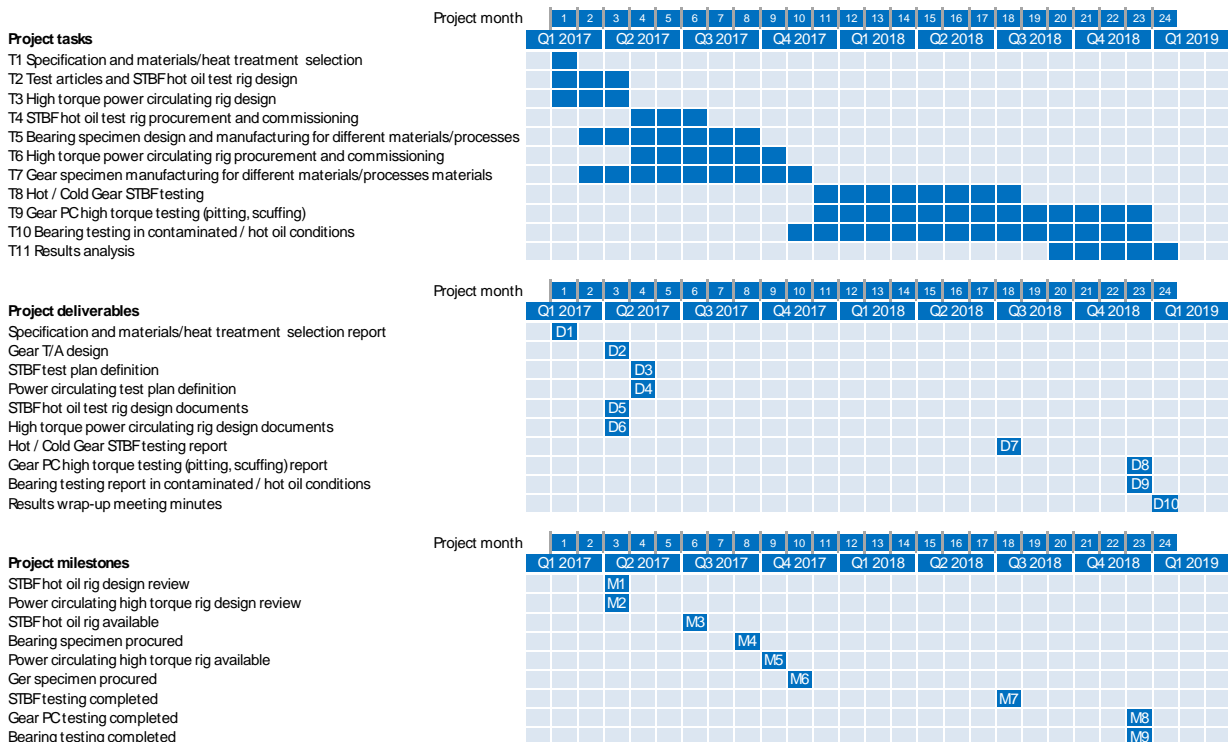 Project month 1 2 3 4 5 6 7 8 9 10 11 12 13 14 15 16 17 18 19 20 21 22 23 24
Project tasks Q1 2017 Q2 2017 Q3 2017 Q4 2017 Q1 2018 Q2 2018 Q3 2018 Q4 2018 Q1 2019
T1 Specification and materials/heat treatment selection
T2 Test articles and STBF hot oil test rig design
T3 High torque power circulating rig design
T4 STBF hot oil test rig procurement and commissioning
T5 Bearing specimen design and manufacturing for different materials/processes
T6 High torque power circulating rig procurement and commissioning
T7 Gear specimen manufacturing for different materials/processes materials
T8 Hot / Cold Gear STBF testing
T9 Gear PC high torque testing (pitting, scuffing)
T10 Bearing testing in contaminated / hot oil conditions
T11 Results analysis
Project month 1 2 3 4 5 6 7 8 9 10 11 12 13 14 15 16 17 18 19 20 21 22 23 24
Project deliverables Q1 2017 Q2 2017 Q3 2017 Q4 2017 Q1 2018 Q2 2018 Q3 2018 Q4 2018 Q1 2019
Specification and materials/heat treatment selection report D1
Gear T/A design D2
STBF test plan definition D3
Power circulating test plan definition D4
STBF hot oil test rig design documents D5
High torque power circulating rig design documents D6
Hot / Cold Gear STBF testing report D7
Gear PC high torque testing (pitting, scuffing) report D8
Bearing testing report in contaminated / hot oil conditions D9
Results wrap-up meeting minutes D10
Project month 1 2 3 4 5 6 7 8 9 10 11 12 13 14 15 16 17 18 19 20 21 22 23 24
Project milestones Q1 2017 Q2 2017 Q3 2017 Q4 2017 Q1 2018 Q2 2018 Q3 2018 Q4 2018 Q1 2019
STBF hot oil rig design review M1
Power circulating high torque rig design review M2
STBF hot oil rig available M3
Bearing specimen procured M4
Power circulating high torque rig available M5
Ger specimen procured M6
STBF testing completed M7
Gear PC testing completed M8
Bearing testing completed M9